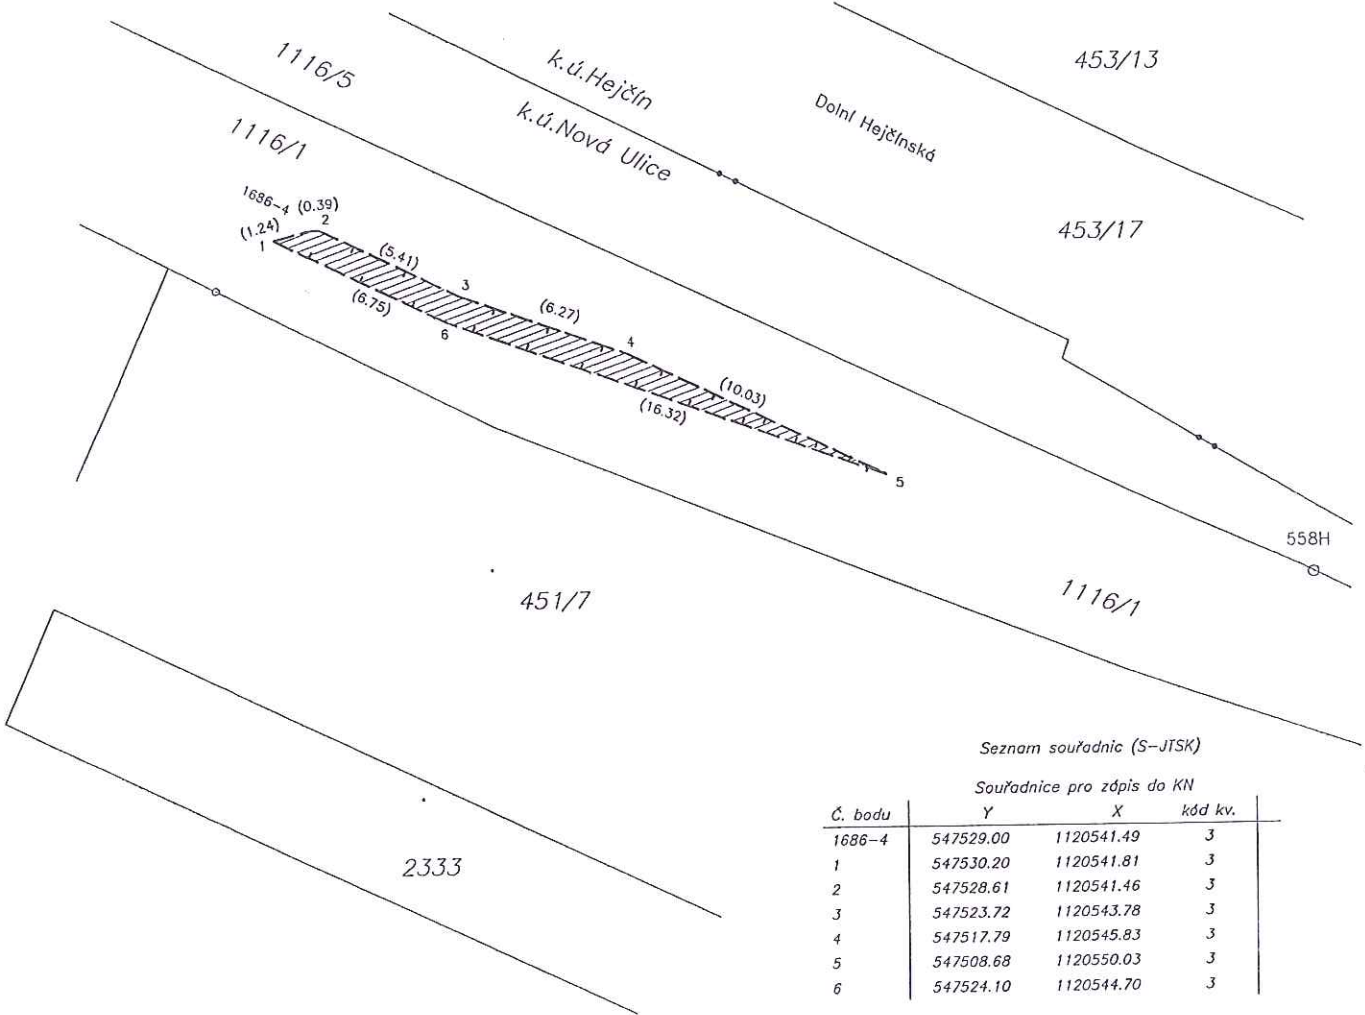 453/13
1116/5
k.ú.Hejčín
Dolní Hejčínská
k.ú.Nová Ulice
1116/1
453/17
1686-4
(0.39)
2
(1.24)
1
(5.41)
3
(6.75)
(6.27)
6
4
(10.03)
(16.32)
5
558H
451/7
1116/1
2333
Seznam souřadnic (S-JTSK)
Souřadnice pro zápis do KN
Č. bodu Y X kód kv.
1686-4 547529.00 1120541.49 3
1 547530.20 1120541.81 3
2 547528.61 1120541.46 3
3 547523.72 1120543.78 3
4 547517.79 1120545.83 3
5 547508.68 1120550.03 3
6 547524.10 1120544.70 3